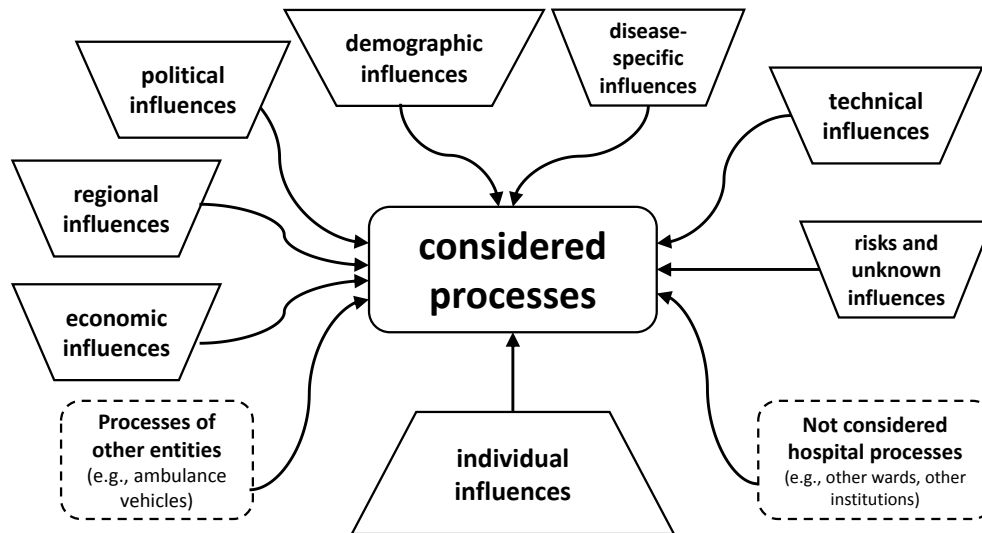 political
influences
demographic
influences
disease-
specific
influences
technical
influences
regional
influences
considered
processes
risks and
unknown
influences
economic
influences
Processes of
other entities
(e.g., ambulance
vehicles)
individual
influences
Not considered
hospital processes
(e.g., other wards, other
institutions)